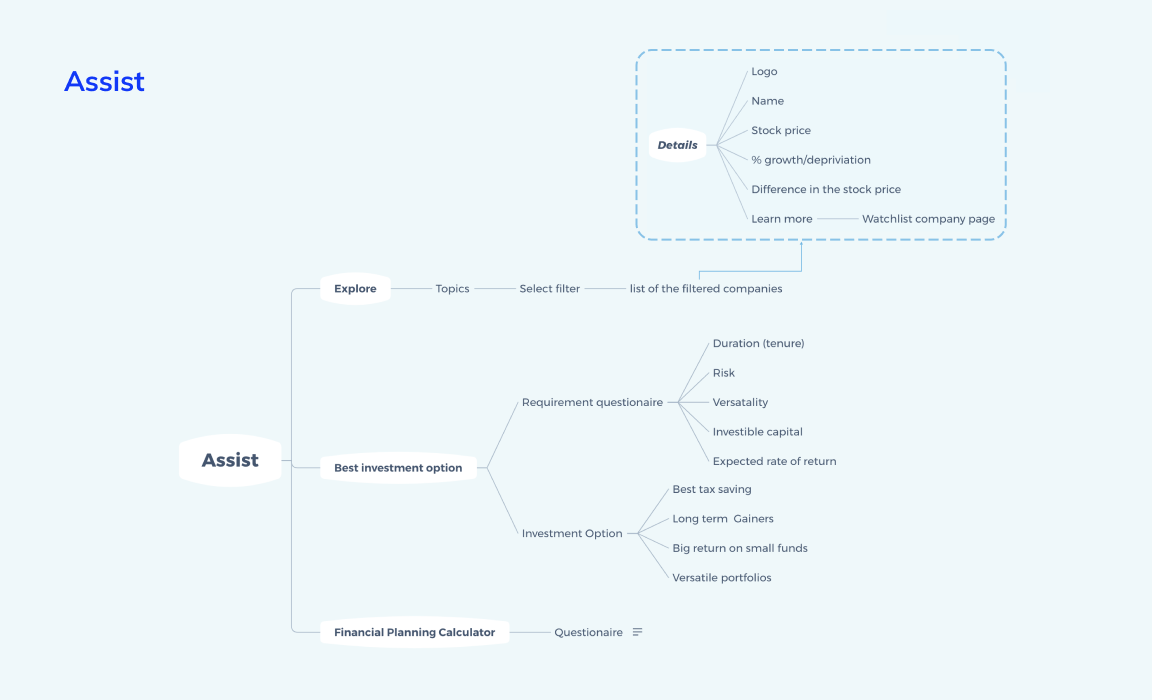 Assist
Details
Logo
Name
Stock price
% growth/depriviation
Difference in the stock price
Learn more
Watchlist company page
Explore
Topics
Select filter
list of the filtered companies
Assist
Best investment option
Requirement questionaire
Duration (tenure)
Risk
Versatality
Investible capital
Expected rate of return
Investment Option
Best tax saving
Long term  Gainers
Big return on small funds
Versatile portfolios
Financial Planning Calculator
Questionaire